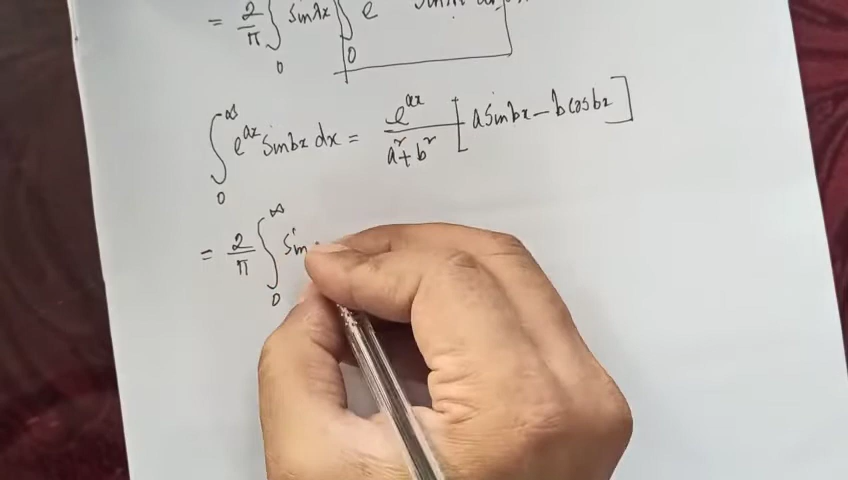 = 2/π ∫₀ sinλx ∫₀ e
∫₀^∞ e^{ax} sinbx dx = e^{ax}/(a²+b²) [a sinbx − b cosbx]
= 2/π ∫₀^∞ sin